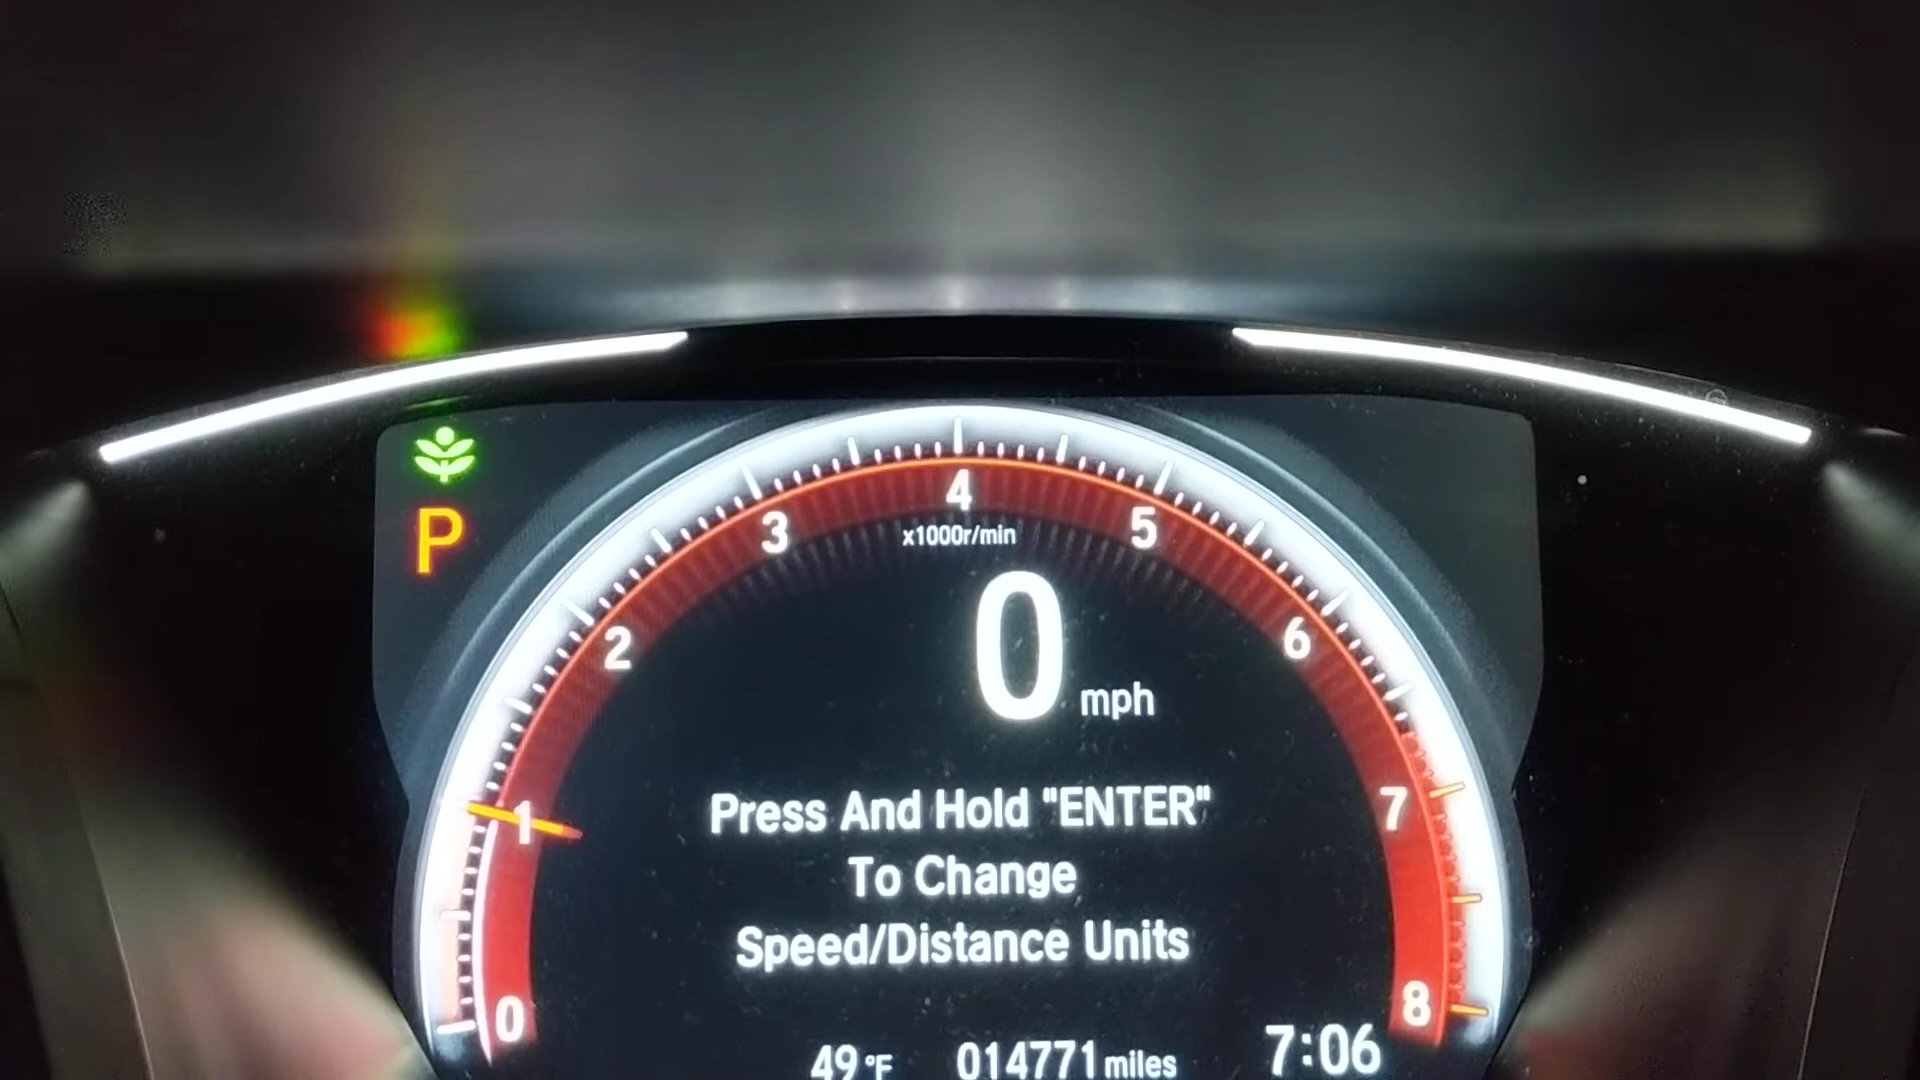 P
4
3
5
x1000r/min
2
6
0 mph
7
1
Press And Hold "ENTER"
To Change
Speed/Distance Units
0
8
49°F 014771 miles 7:06